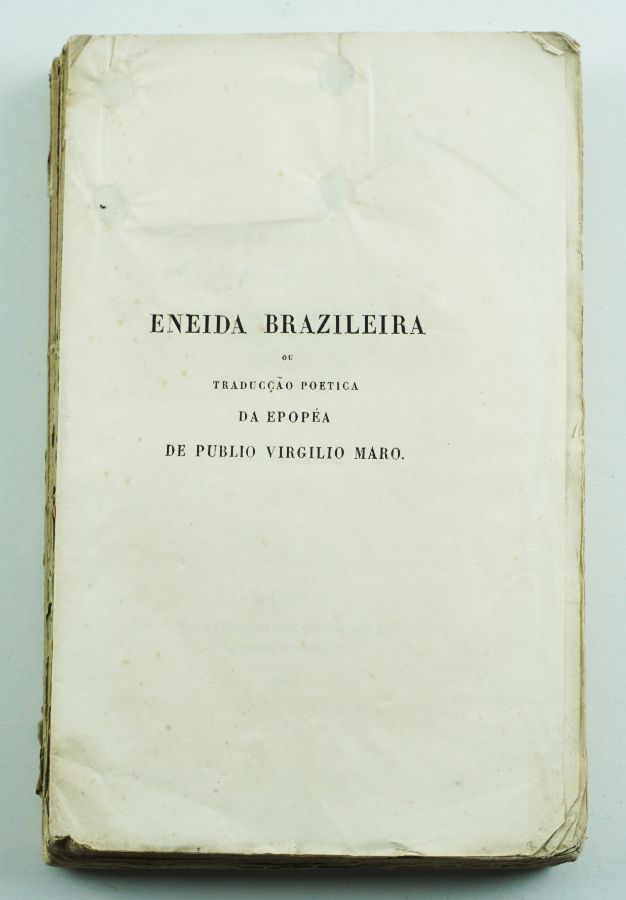 ENEIDA BRAZILEIRA
OU
TRADUCÇÃO POETICA
DA EPOPÉA
DE PUBLIO VIRGILIO MARO.